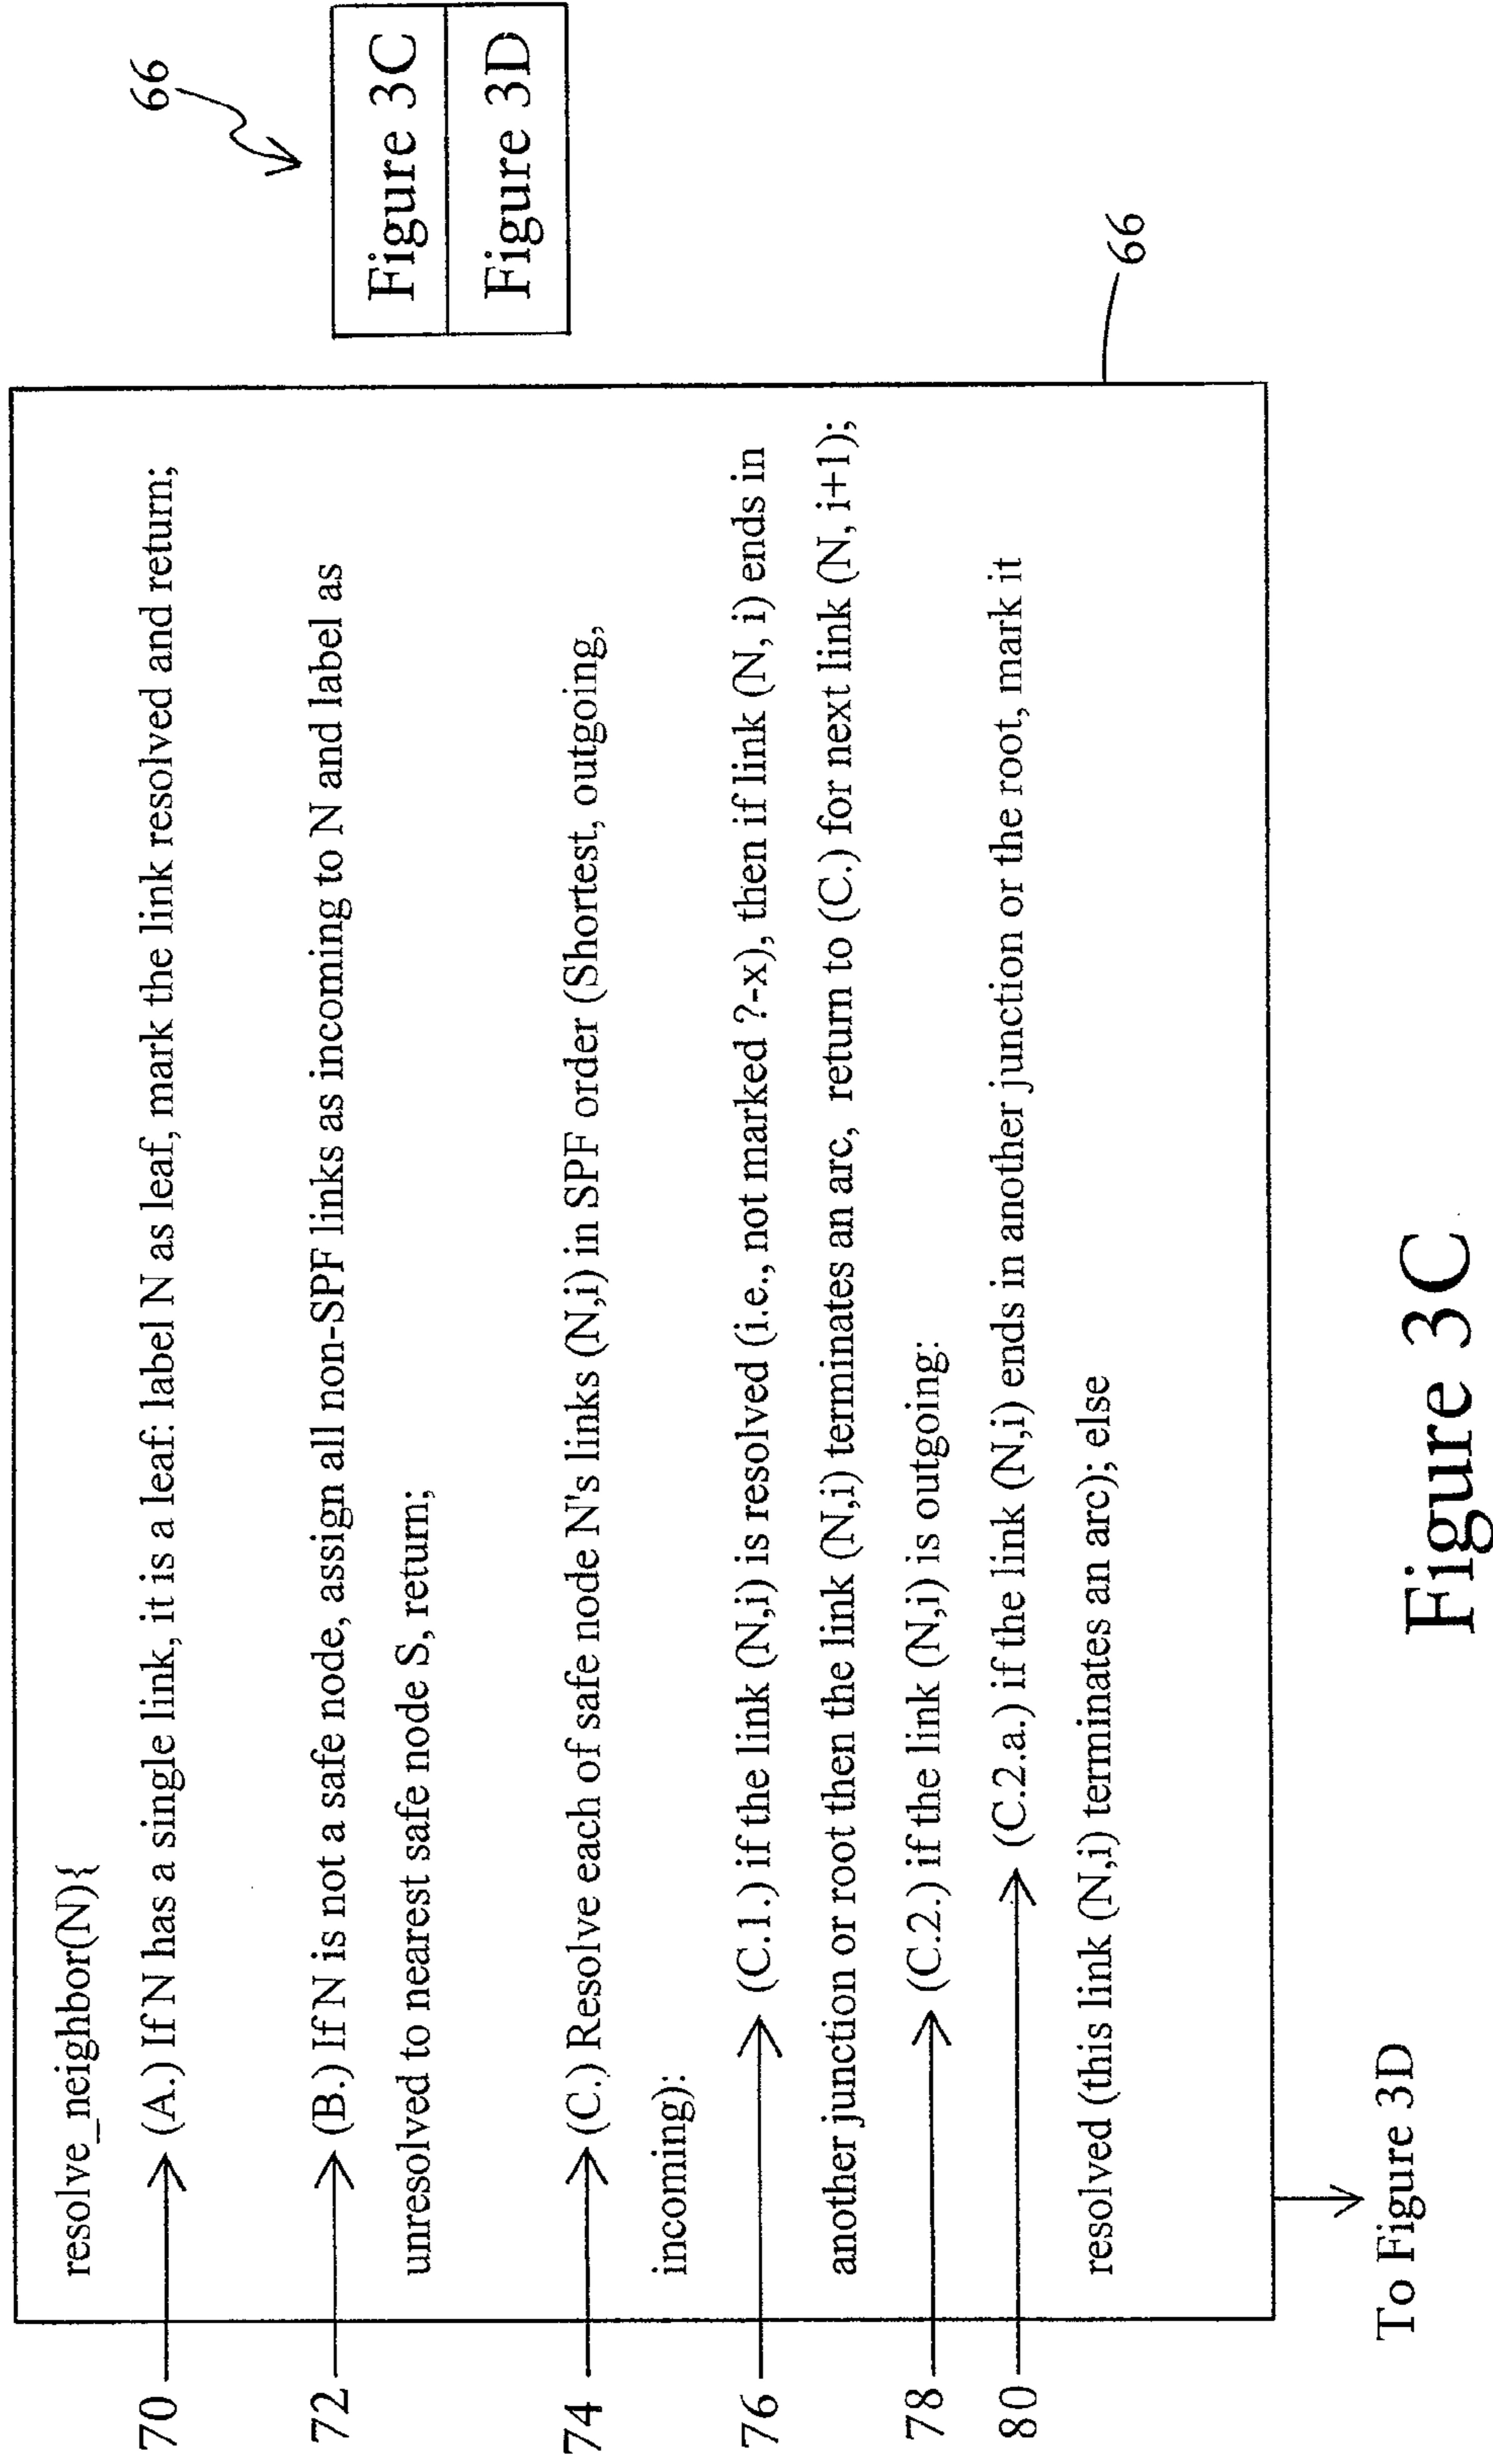 66
Figure 3C
Figure 3D
66
resolve_neighbor(N){
70
(A.) If N has a single link, it is a leaf: label N as leaf, mark the link resolved and return;
72
(B.) If N is not a safe node, assign all non-SPF links as incoming to N and label as
unresolved to nearest safe node S, return;
74
(C.) Resolve each of safe node N's links (N,i) in SPF order (Shortest, outgoing,
incoming):
76
(C.1.) if the link (N,i) is resolved (i.e., not marked ?-x), then if link (N, i) ends in
another junction or root then the link (N,i) terminates an arc, return to (C.) for next link (N, i+1);
78
(C.2.) if the link (N,i) is outgoing:
80
(C.2.a.) if the link (N,i) ends in another junction or the root, mark it
resolved (this link (N,i) terminates an arc); else
To Figure 3D
Figure 3C